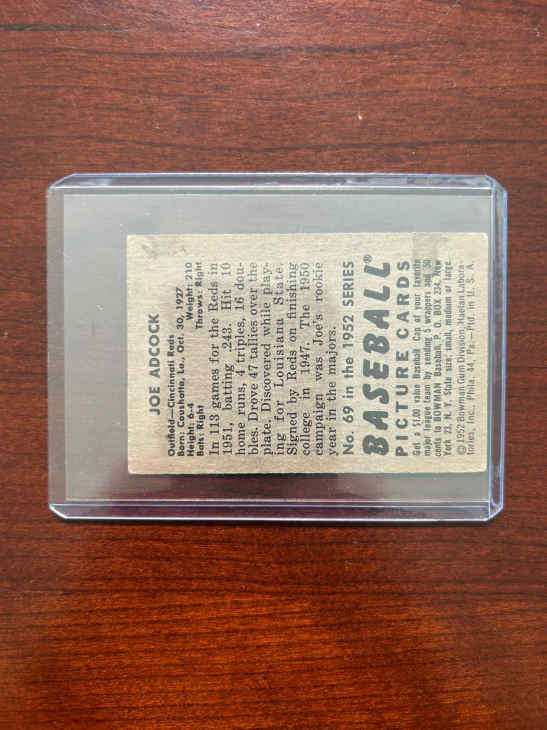 JOE ADCOCK
Outfield—Cincinnati Reds
Born: Coushatta, La., Oct. 30, 1927
Height: 6-4 Weight: 210
Bats: Right Throws: Right
In 113 games for the Reds in
1951, batting .243. Hit 10
home runs, 4 triples, 16 dou-
bles. Drove 47 tallies over the
plate. Discovered while play-
ing for Louisiana State.
Signed by Reds on finishing
college in 1947. The 1950
campaign was Joe's rookie
year in the majors.
No. 69 in the 1952 SERIES
BASEBALL®
PICTURE CARDS
Get a $1.00 value Baseball Cap of your favorite
major league team by sending 5 wrappers and 50
cents to BOWMAN Baseball, P. O. BOX 234, New
York 23, N.Y. State size: small, medium or large.
© 1952 Bowman Gum Division, Haelan Labora-
tories, Inc., Phila. 44, Pa.—Ptd. in U. S. A.